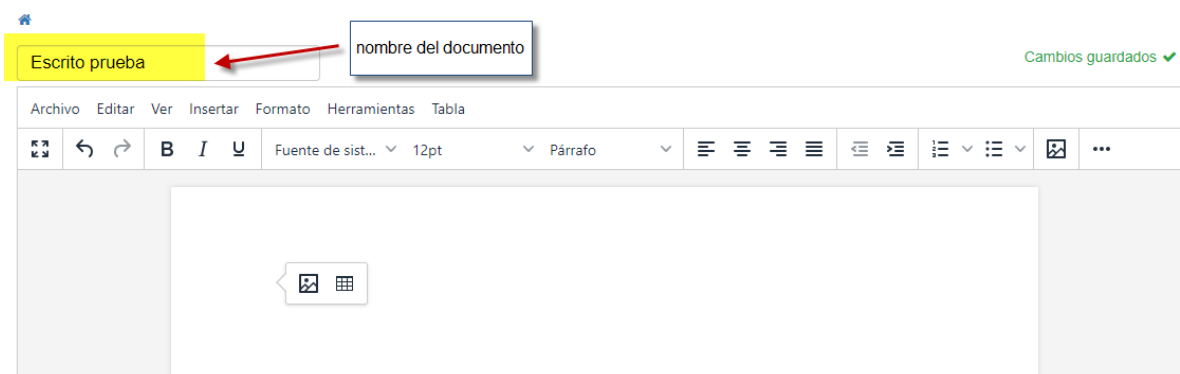 nombre del documento
Escrito prueba
Cambios guardados
Archivo Editar Ver Insertar Formato Herramientas Tabla
B I U Fuente de sist... 12pt Párrafo